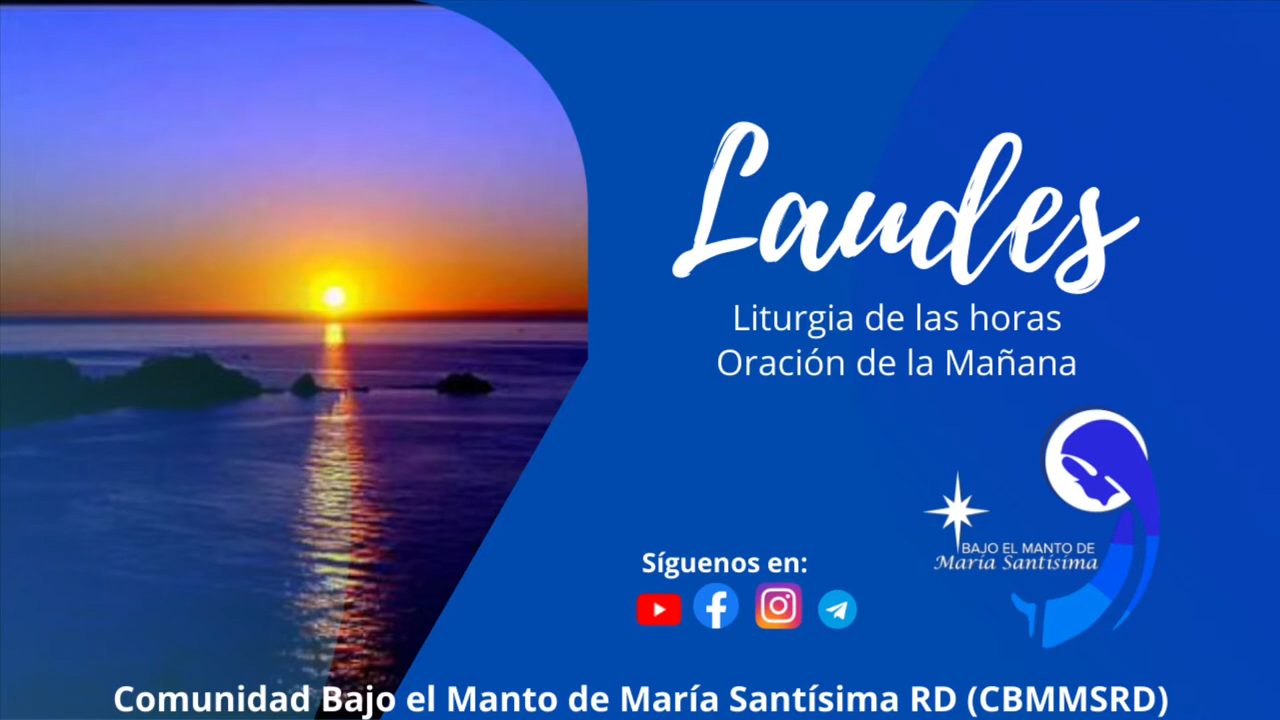 Laudes
Liturgia de las horas
Oración de la Mañana
BAJO EL MANTO DE
María Santísima
Síguenos en:
Comunidad Bajo el Manto de María Santísima RD (CBMMSRD)